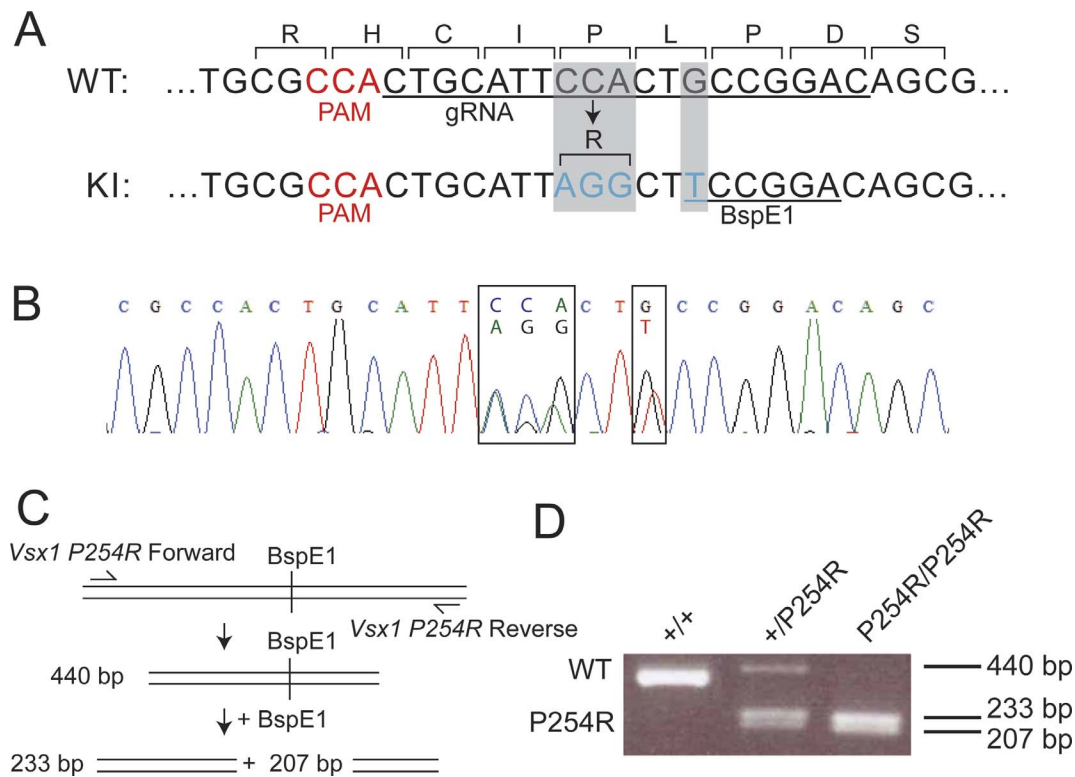 A
R H C I P L P D S
WT: ...TGCGCCACTGCATTCCACTGCCGGACAGCG...
PAM gRNA
R
KI: ...TGCGCCACTGCATTAGGCTTCCGGACAGCG...
PAM BspE1
B
C G C C A C T G C A T T C C A C T G C C G G A C A G C
A G G T
C
Vsx1 P254R Forward BspE1
Vsx1 P254R Reverse
BspE1
440 bp
+ BspE1
233 bp + 207 bp
D
+/+ +/P254R P254R/P254R
WT 440 bp
P254R 233 bp
207 bp